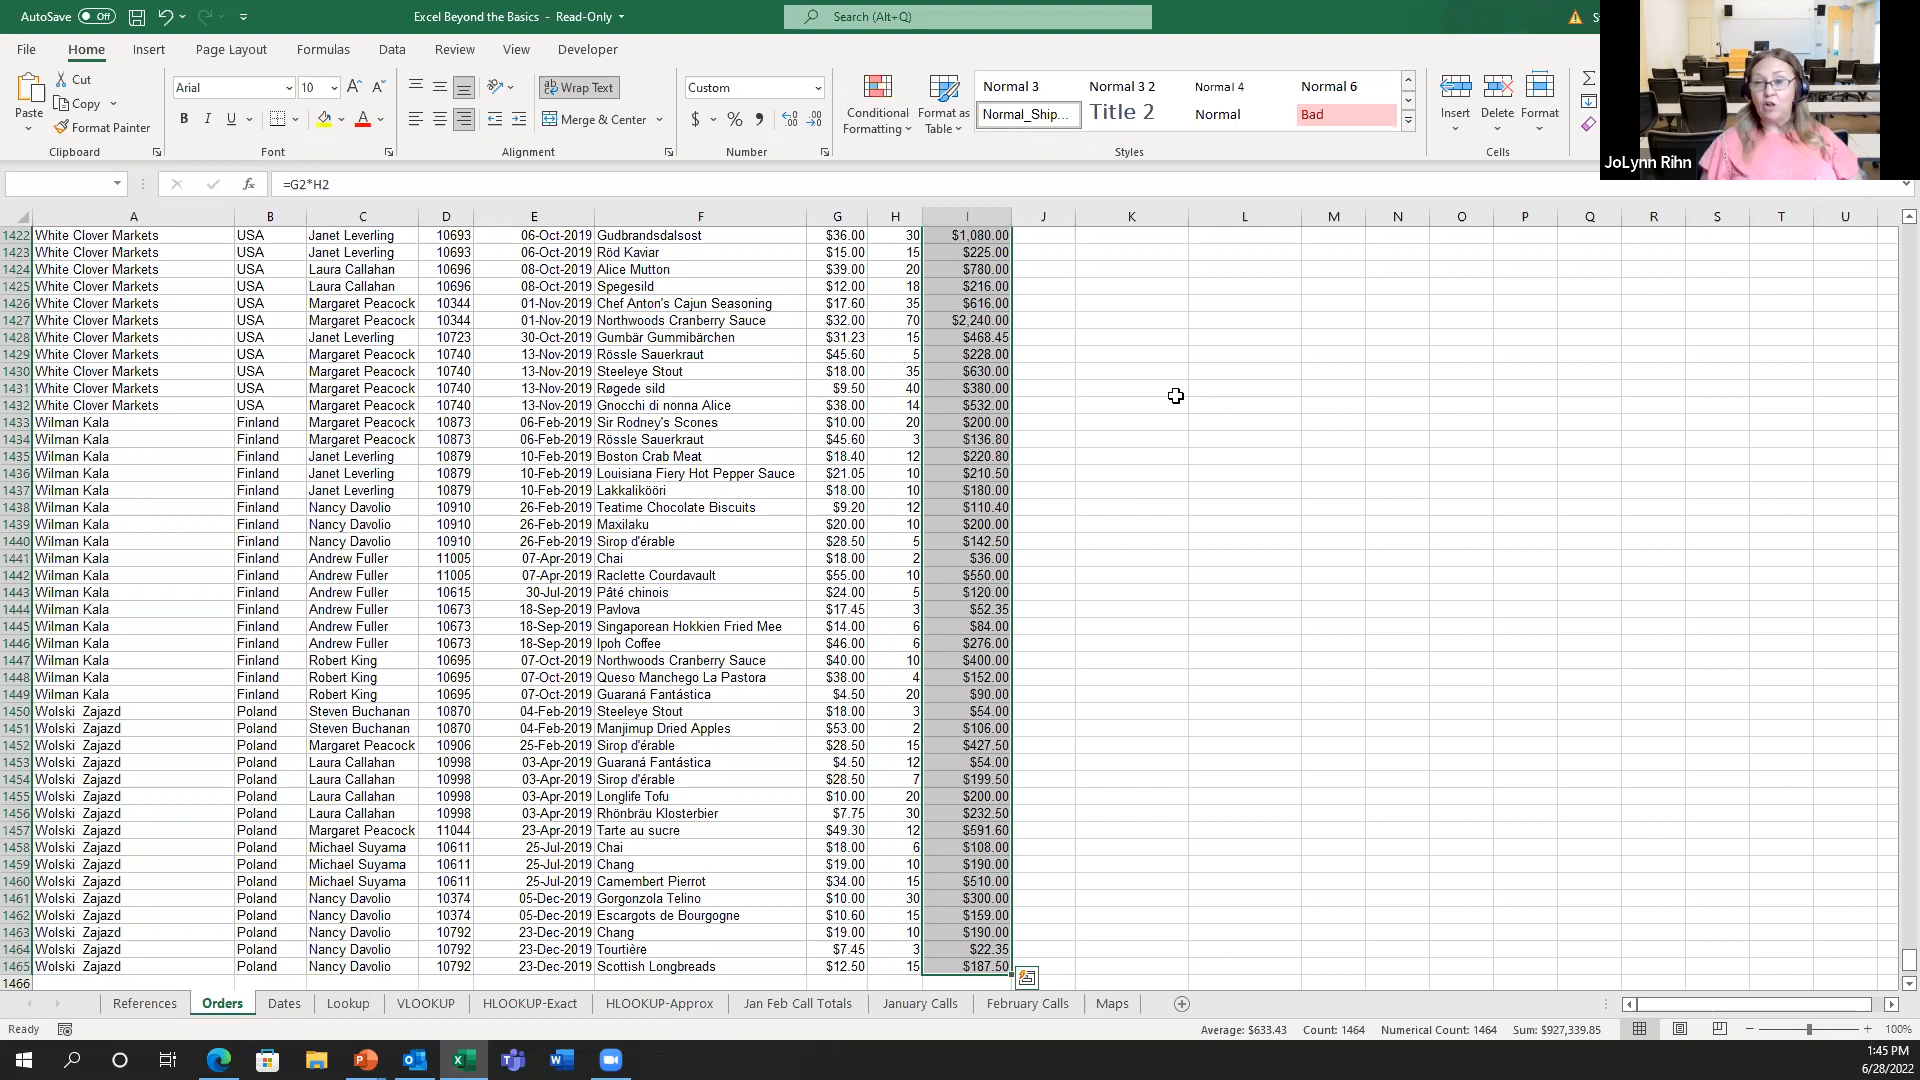 AutoSave Off Excel Beyond the Basics - Read-Only Search (Alt+Q)
File Home Insert Page Layout Formulas Data Review View Developer
Paste Cut Copy Format Painter Clipboard
Arial 10 A A B I U A Font
ab Wrap Text Merge & Center Alignment
Custom $ % Number
Conditional Formatting Format as Table
Normal 3 Normal 3 2 Normal 4 Normal 6
Normal_Ship... Title 2 Normal Bad
Styles
Insert Delete Format Cells
JoLynn Rihn
fx =G2*H2
A B C D E F G H I J K L M N O P Q R S T U
1422 White Clover Markets USA Janet Leverling 10693 06-Oct-2019 Gudbrandsdalsost $36.00 30 $1,080.00
1423 White Clover Markets USA Janet Leverling 10693 06-Oct-2019 Röd Kaviar $15.00 15 $225.00
1424 White Clover Markets USA Laura Callahan 10696 08-Oct-2019 Alice Mutton $39.00 20 $780.00
1425 White Clover Markets USA Laura Callahan 10696 08-Oct-2019 Spegesild $12.00 18 $216.00
1426 White Clover Markets USA Margaret Peacock 10344 01-Nov-2019 Chef Anton's Cajun Seasoning $17.60 35 $616.00
1427 White Clover Markets USA Margaret Peacock 10344 01-Nov-2019 Northwoods Cranberry Sauce $32.00 70 $2,240.00
1428 White Clover Markets USA Janet Leverling 10723 30-Oct-2019 Gumbär Gummibärchen $31.23 15 $468.45
1429 White Clover Markets USA Margaret Peacock 10740 13-Nov-2019 Rössle Sauerkraut $45.60 5 $228.00
1430 White Clover Markets USA Margaret Peacock 10740 13-Nov-2019 Steeleye Stout $18.00 35 $630.00
1431 White Clover Markets USA Margaret Peacock 10740 13-Nov-2019 Røgede sild $9.50 40 $380.00
1432 White Clover Markets USA Margaret Peacock 10740 13-Nov-2019 Gnocchi di nonna Alice $38.00 14 $532.00
1433 Wilman Kala Finland Margaret Peacock 10873 06-Feb-2019 Sir Rodney's Scones $10.00 20 $200.00
1434 Wilman Kala Finland Margaret Peacock 10873 06-Feb-2019 Rössle Sauerkraut $45.60 3 $136.80
1435 Wilman Kala Finland Janet Leverling 10879 10-Feb-2019 Boston Crab Meat $18.40 12 $220.80
1436 Wilman Kala Finland Janet Leverling 10879 10-Feb-2019 Louisiana Fiery Hot Pepper Sauce $21.05 10 $210.50
1437 Wilman Kala Finland Janet Leverling 10879 10-Feb-2019 Lakkalikööri $18.00 10 $180.00
1438 Wilman Kala Finland Nancy Davolio 10910 26-Feb-2019 Teatime Chocolate Biscuits $9.20 12 $110.40
1439 Wilman Kala Finland Nancy Davolio 10910 26-Feb-2019 Maxilaku $20.00 10 $200.00
1440 Wilman Kala Finland Nancy Davolio 10910 26-Feb-2019 Sirop d'érable $28.50 5 $142.50
1441 Wilman Kala Finland Andrew Fuller 11005 07-Apr-2019 Chai $18.00 2 $36.00
1442 Wilman Kala Finland Andrew Fuller 11005 07-Apr-2019 Raclette Courdavault $55.00 10 $550.00
1443 Wilman Kala Finland Andrew Fuller 10615 30-Jul-2019 Pâté chinois $24.00 5 $120.00
1444 Wilman Kala Finland Andrew Fuller 10673 18-Sep-2019 Pavlova $17.45 3 $52.35
1445 Wilman Kala Finland Andrew Fuller 10673 18-Sep-2019 Singaporean Hokkien Fried Mee $14.00 6 $84.00
1446 Wilman Kala Finland Andrew Fuller 10673 18-Sep-2019 Ipoh Coffee $46.00 6 $276.00
1447 Wilman Kala Finland Robert King 10695 07-Oct-2019 Northwoods Cranberry Sauce $40.00 10 $400.00
1448 Wilman Kala Finland Robert King 10695 07-Oct-2019 Queso Manchego La Pastora $38.00 4 $152.00
1449 Wilman Kala Finland Robert King 10695 07-Oct-2019 Guaraná Fantástica $4.50 20 $90.00
1450 Wolski Zajazd Poland Steven Buchanan 10870 04-Feb-2019 Steeleye Stout $18.00 3 $54.00
1451 Wolski Zajazd Poland Steven Buchanan 10870 04-Feb-2019 Manjimup Dried Apples $53.00 2 $106.00
1452 Wolski Zajazd Poland Margaret Peacock 10906 25-Feb-2019 Sirop d'érable $28.50 15 $427.50
1453 Wolski Zajazd Poland Laura Callahan 10998 03-Apr-2019 Guaraná Fantástica $4.50 12 $54.00
1454 Wolski Zajazd Poland Laura Callahan 10998 03-Apr-2019 Sirop d'érable $28.50 7 $199.50
1455 Wolski Zajazd Poland Laura Callahan 10998 03-Apr-2019 Longlife Tofu $10.00 20 $200.00
1456 Wolski Zajazd Poland Laura Callahan 10998 03-Apr-2019 Rhönbräu Klosterbier $7.75 30 $232.50
1457 Wolski Zajazd Poland Margaret Peacock 11044 23-Apr-2019 Tarte au sucre $49.30 12 $591.60
1458 Wolski Zajazd Poland Michael Suyama 10611 25-Jul-2019 Chai $18.00 6 $108.00
1459 Wolski Zajazd Poland Michael Suyama 10611 25-Jul-2019 Chang $19.00 10 $190.00
1460 Wolski Zajazd Poland Michael Suyama 10611 25-Jul-2019 Camembert Pierrot $34.00 15 $510.00
1461 Wolski Zajazd Poland Nancy Davolio 10374 05-Dec-2019 Gorgonzola Telino $10.00 30 $300.00
1462 Wolski Zajazd Poland Nancy Davolio 10374 05-Dec-2019 Escargots de Bourgogne $10.60 15 $159.00
1463 Wolski Zajazd Poland Nancy Davolio 10792 23-Dec-2019 Chang $19.00 10 $190.00
1464 Wolski Zajazd Poland Nancy Davolio 10792 23-Dec-2019 Tourtière $7.45 3 $22.35
1465 Wolski Zajazd Poland Nancy Davolio 10792 23-Dec-2019 Scottish Longbreads $12.50 15 $187.50
1466
References Orders Dates Lookup VLOOKUP HLOOKUP-Exact HLOOKUP-Approx Jan Feb Call Totals January Calls February Calls Maps
Ready Average: $633.43 Count: 1464 Numerical Count: 1464 Sum: $927,339.85 100%
1:45 PM
6/28/2022